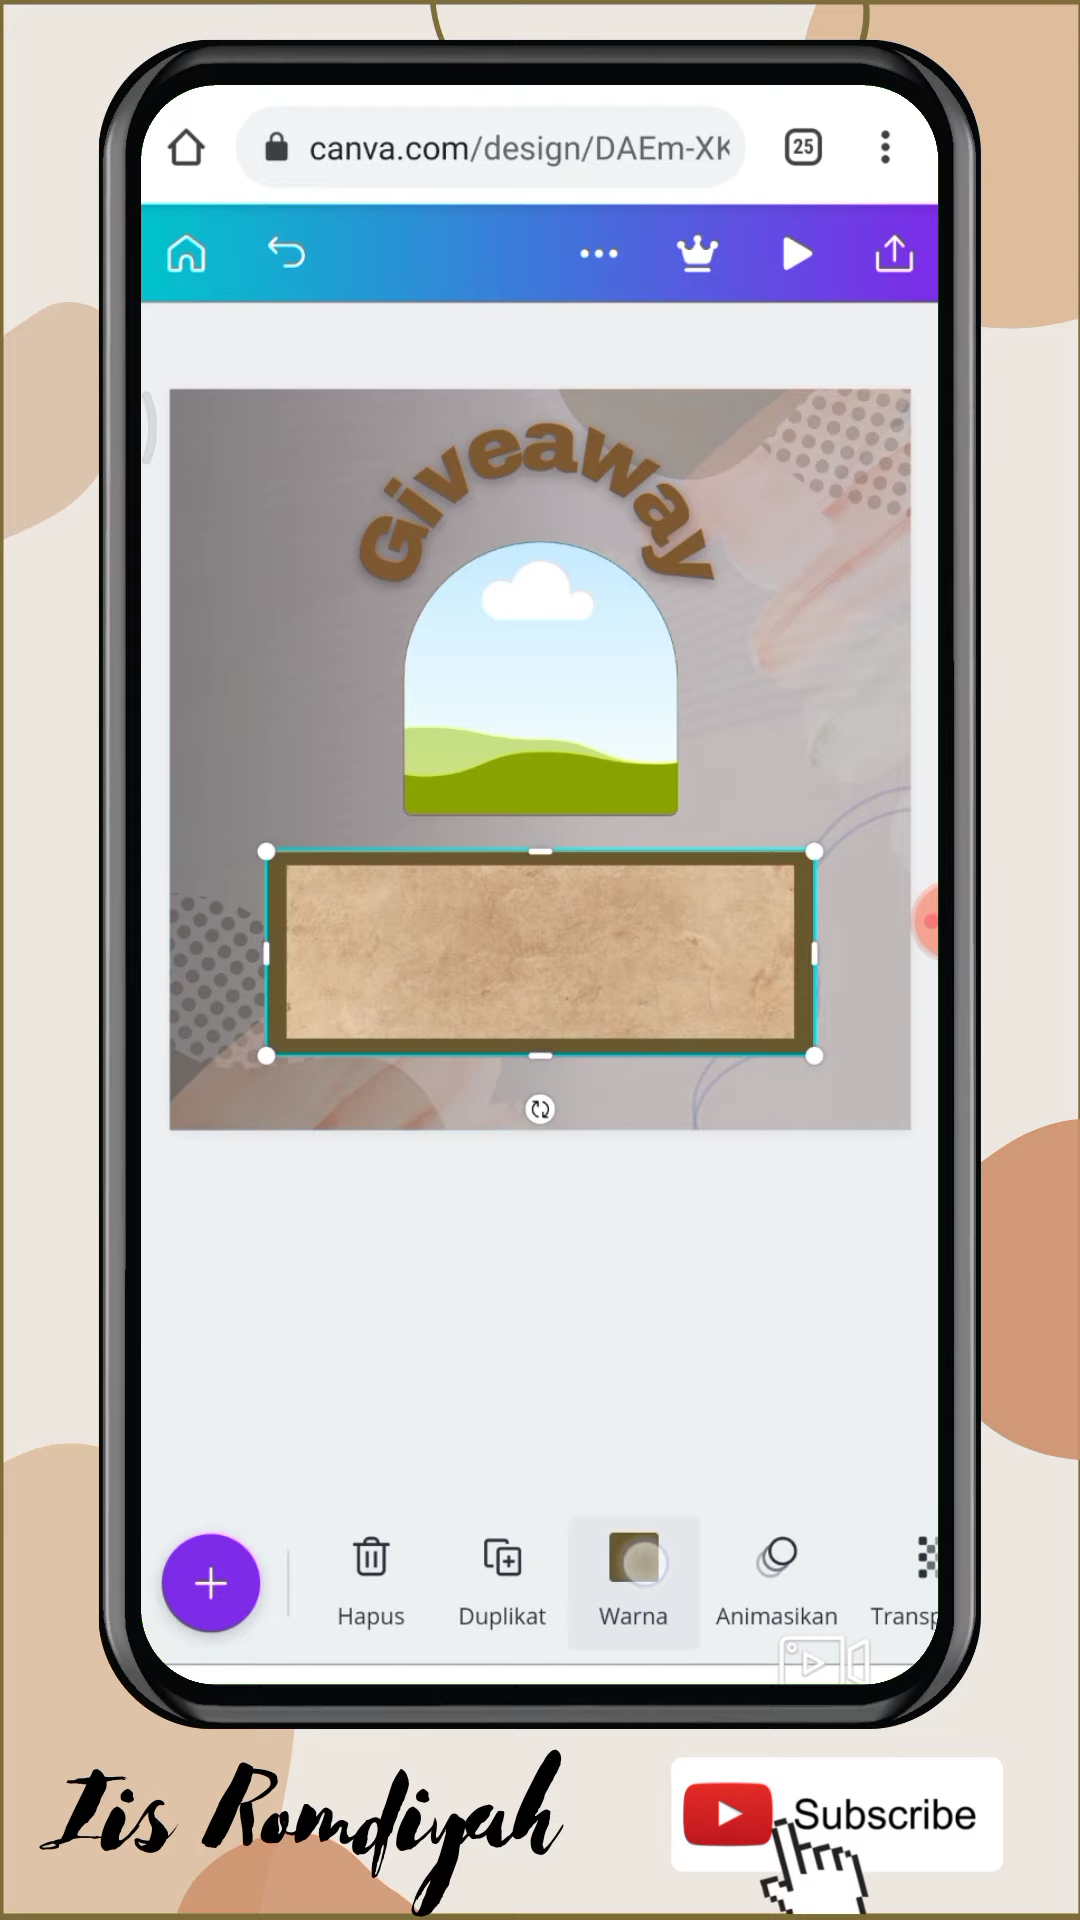 canva.com/design/DAEm-XK
25
Giveaway
Hapus
Duplikat
Warna
Animasikan
Transp
Iis Romdiyah
Subscribe